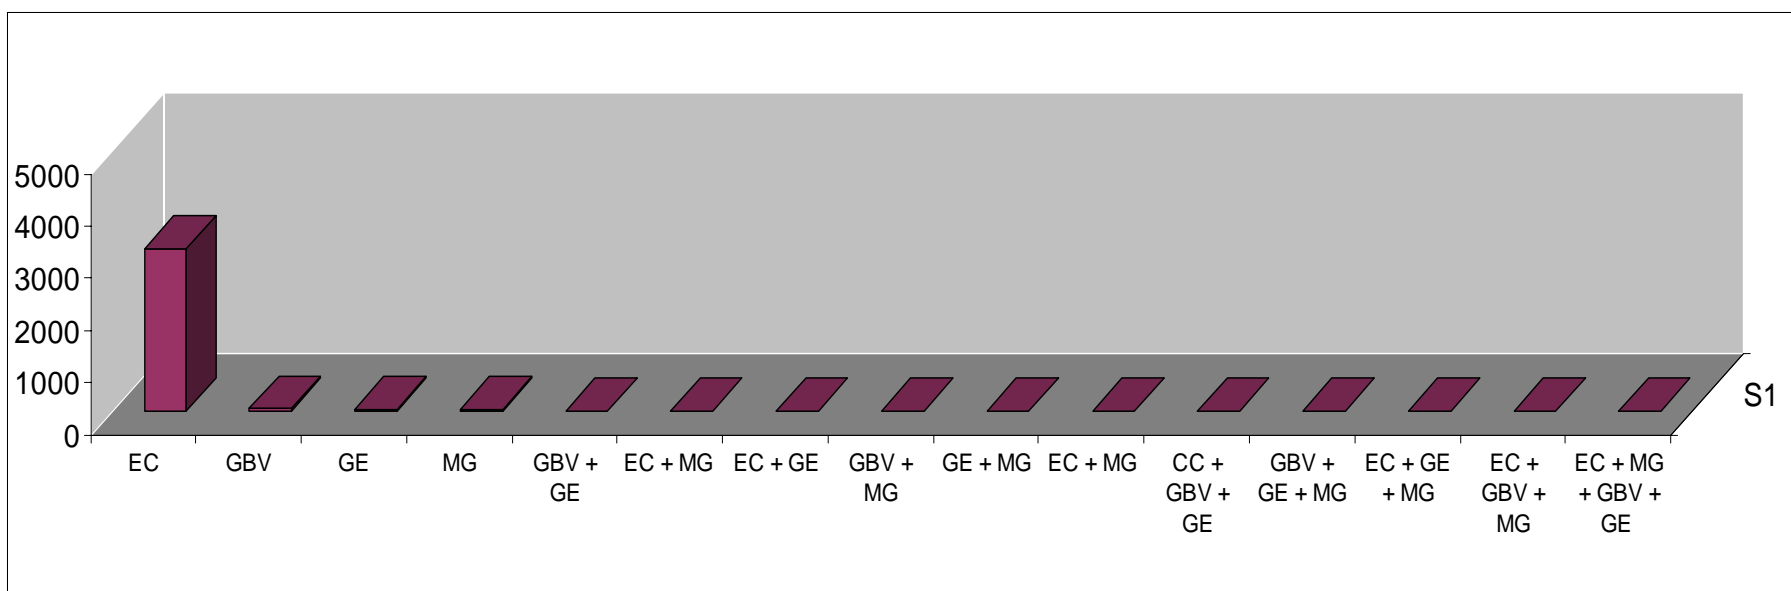 5000
4000
3000
2000
1000
0
S1
EC
GBV
GE
MG
GBV +
GE
EC + MG
EC + GE
GBV +
MG
GE + MG
EC + MG
CC +
GBV +
GE
GBV +
GE + MG
EC + GE
+ MG
EC +
GBV +
MG
EC + MG
+ GBV +
GE